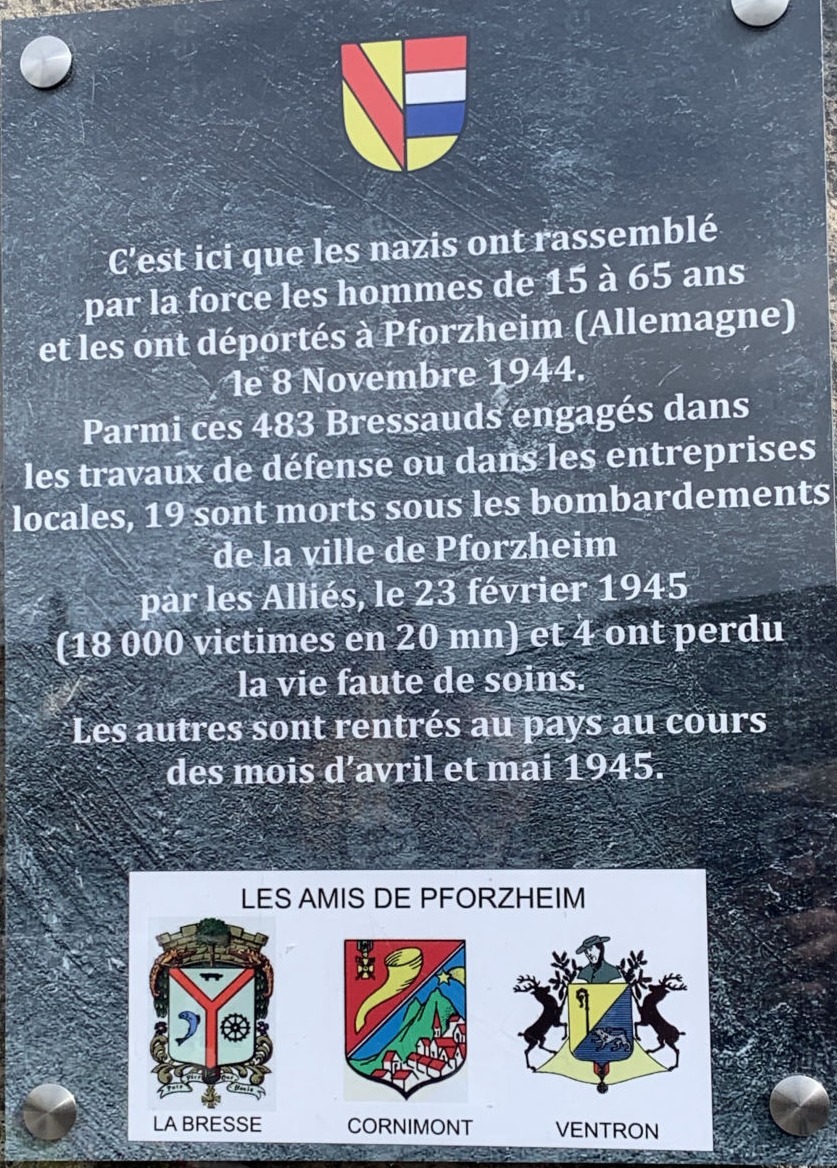 C'est ici que les nazis ont rassemblé
par la force les hommes de 15 à 65 ans
et les ont déportés à Pforzheim (Allemagne)
le 8 Novembre 1944.
Parmi ces 483 Bressauds engagés dans
les travaux de défense ou dans les entreprises
locales, 19 sont morts sous les bombardements
de la ville de Pforzheim
par les Alliés, le 23 février 1945
(18 000 victimes en 20 mn) et 4 ont perdu
la vie faute de soins.
Les autres sont rentrés au pays au cours
des mois d'avril et mai 1945.
LES AMIS DE PFORZHEIM
LA BRESSE
CORNIMONT
VENTRON